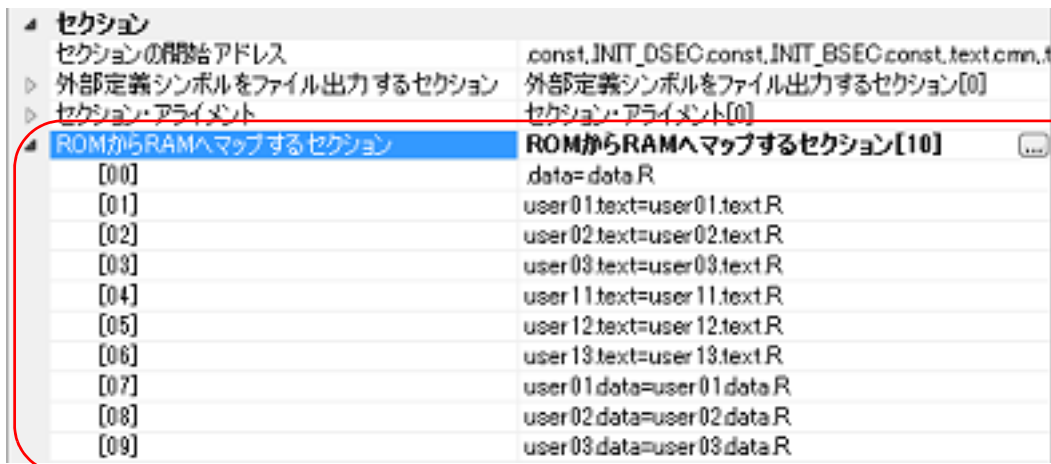 セクション
セクションの開始アドレス .const,INIT_DSEC.const,INIT_BSEC.const,.text.cmn,.t
外部定義シンボルをファイル出力するセクション 外部定義シンボルをファイル出力するセクション[0]
セクション・アライメント セクション・アライメント[0]
ROMからRAMへマップするセクション ROMからRAMへマップするセクション[10] ...
[00] .data=.data.R
[01] user01.text=user01.text.R
[02] user02.text=user02.text.R
[03] user03.text=user03.text.R
[04] user11.text=user11.text.R
[05] user12.text=user12.text.R
[06] user13.text=user13.text.R
[07] user01.data=user01.data.R
[08] user02.data=user02.data.R
[09] user03.data=user03.data.R